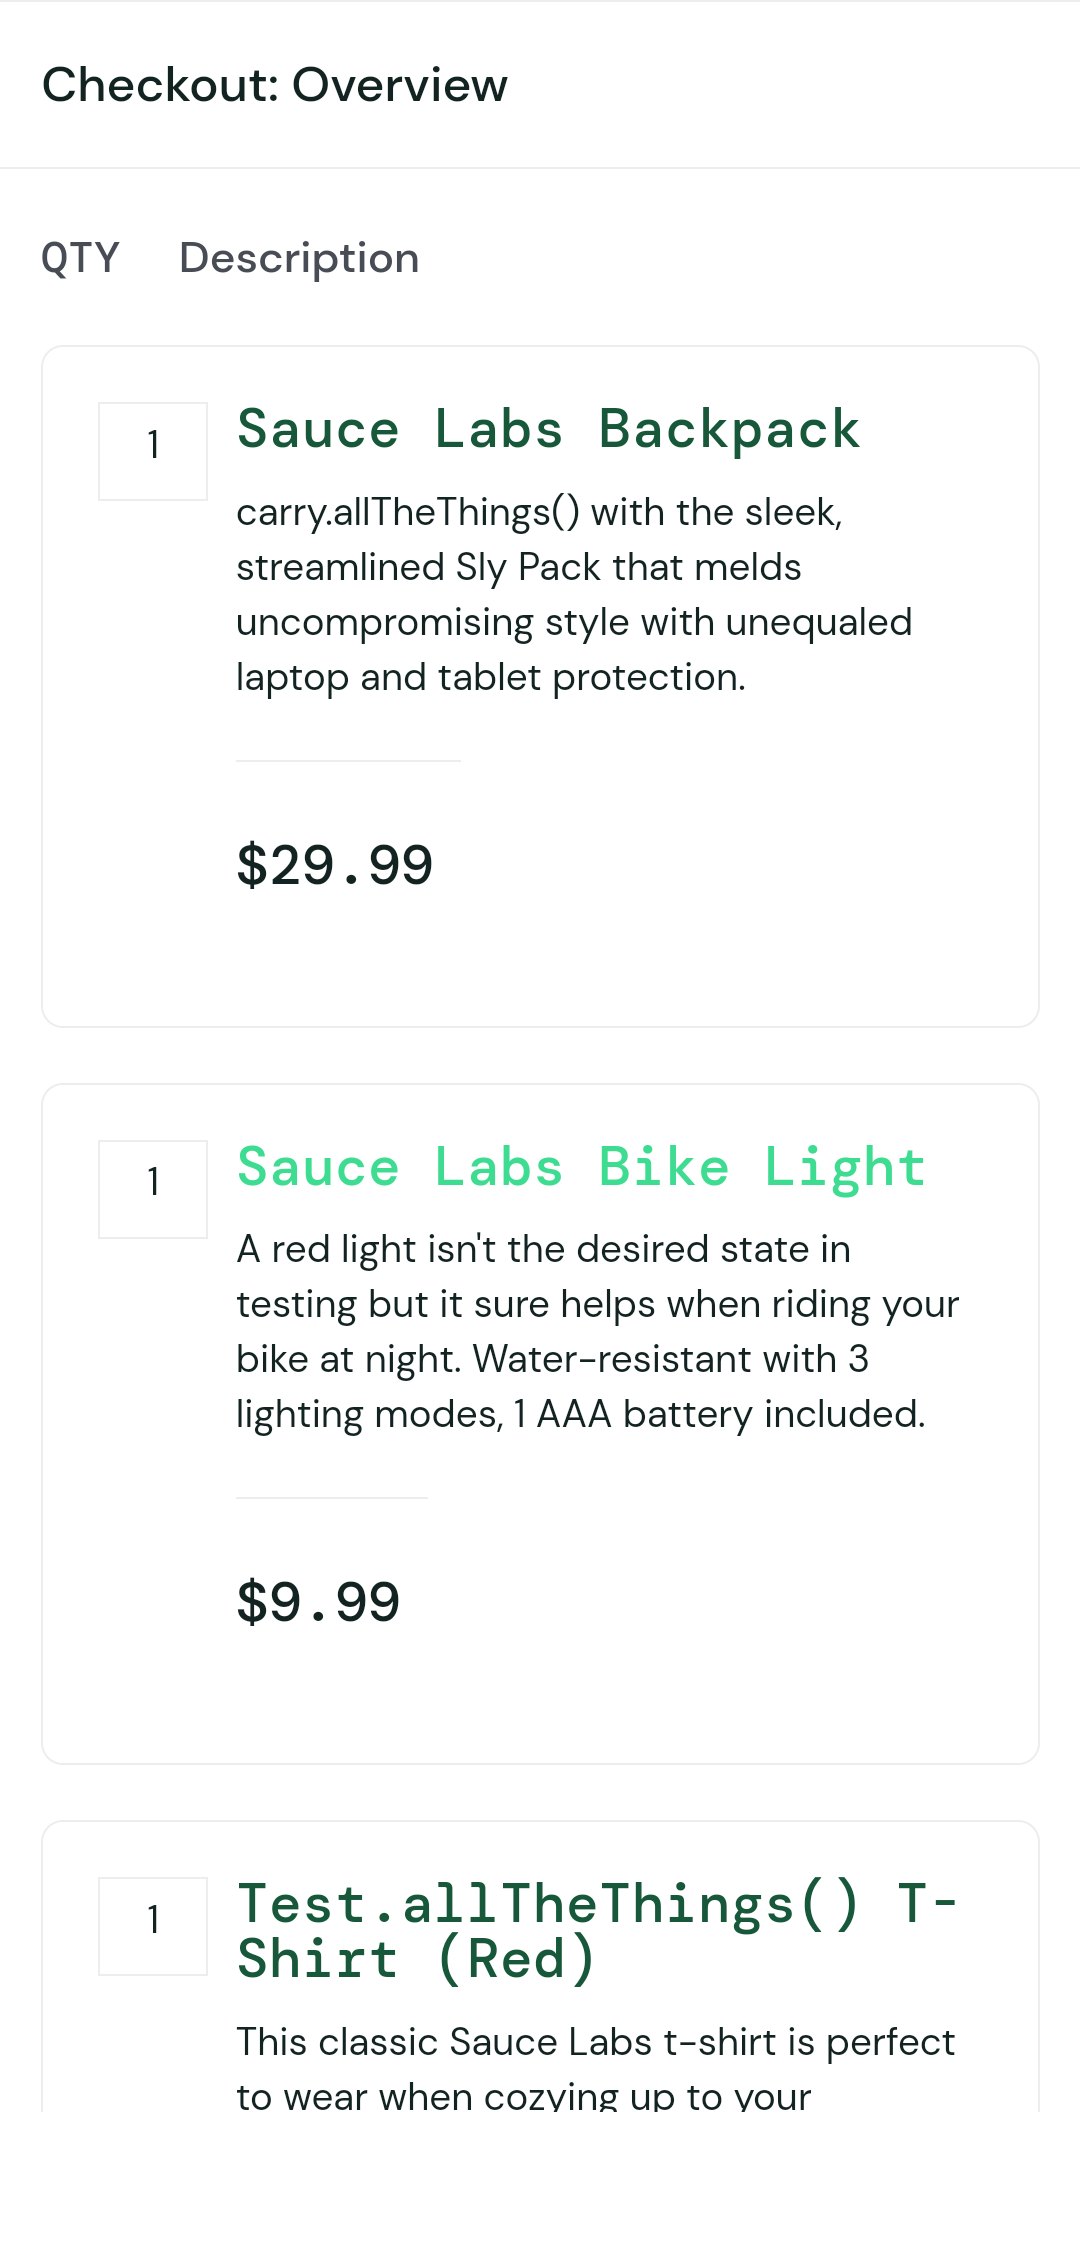 Checkout: Overview
QTY Description
1
Sauce Labs Backpack
carry.allTheThings() with the sleek,
streamlined Sly Pack that melds
uncompromising style with unequaled
laptop and tablet protection.
$29.99
1
Sauce Labs Bike Light
A red light isn't the desired state in
testing but it sure helps when riding your
bike at night. Water-resistant with 3
lighting modes, 1 AAA battery included.
$9.99
1
Test.allTheThings() T-
Shirt (Red)
This classic Sauce Labs t-shirt is perfect
to wear when cozying up to your